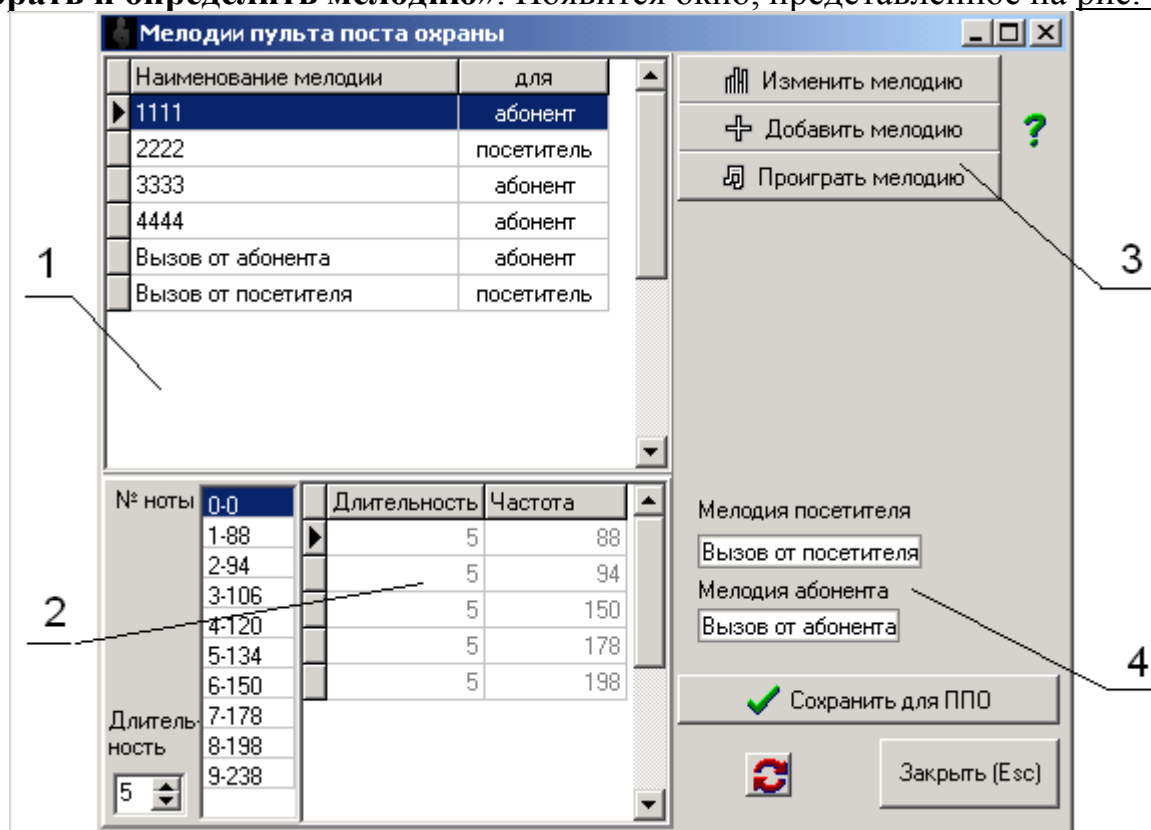 брать и определить мелодию». Появится окно, представленное на рис.
Мелодии пульта поста охраны
Наименование мелодии для
1111 абонент
2222 посетитель
3333 абонент
4444 абонент
Вызов от абонента абонент
Вызов от посетителя посетитель
Изменить мелодию
Добавить мелодию
?
Проиграть мелодию
1
3
№ ноты
0-0
1-88
2-94
3-106
4-120
5-134
6-150
7-178
8-198
9-238
Длитель-
ность
5
Длительность Частота
5 88
5 94
5 150
5 178
5 198
2
Мелодия посетителя
Вызов от посетителя
Мелодия абонента
Вызов от абонента
4
Сохранить для ППО
Закрыть (Esc)